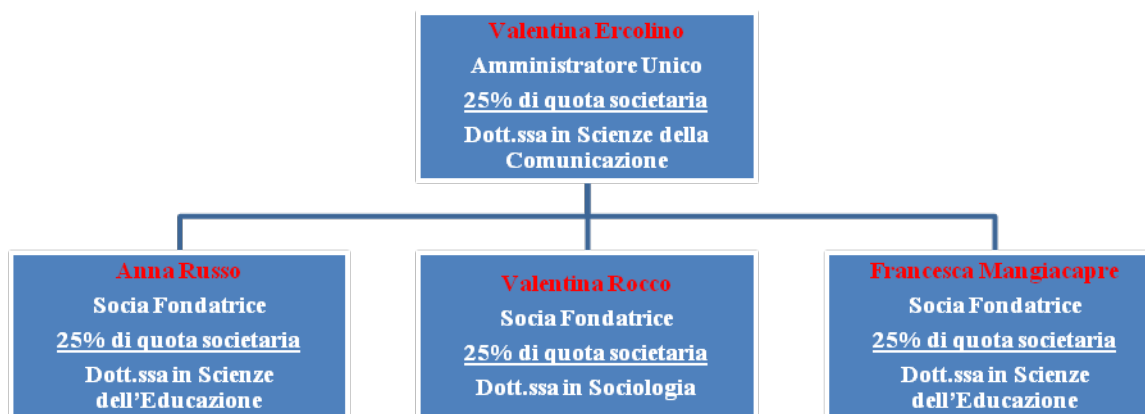 Valentina Ercolino
Amministratore Unico
25% di quota societaria
Dott.ssa in Scienze della
Comunicazione
Anna Russo
Socia Fondatrice
25% di quota societaria
Dott.ssa in Scienze
dell’Educazione
Valentina Rocco
Socia Fondatrice
25% di quota societaria
Dott.ssa in Sociologia
Francesca Mangiacapre
Socia Fondatrice
25% di quota societaria
Dott.ssa in Scienze
dell’Educazione